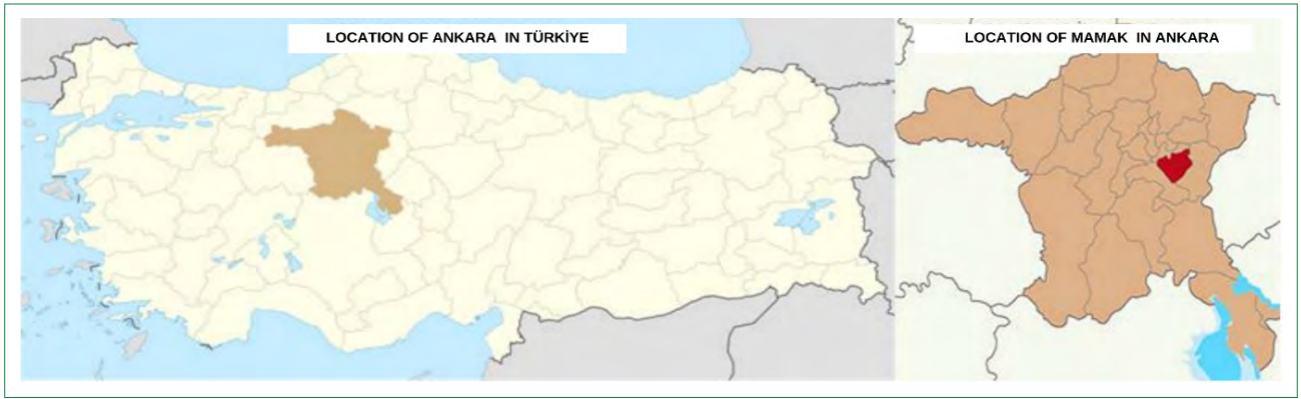 LOCATION OF ANKARA IN TÜRKİYE
LOCATION OF MAMAK IN ANKARA